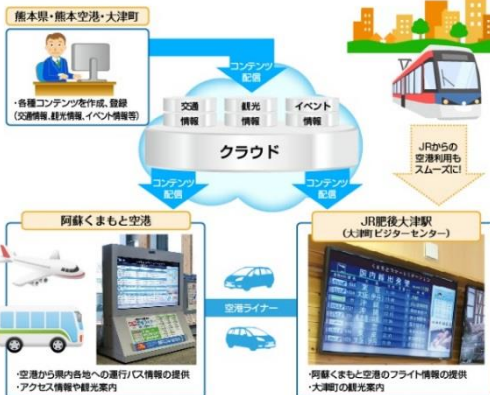 熊本県・熊本空港・大津町
・各種コンテンツを作成、登録
(交通情報、観光情報、イベント情報等)
コンテンツ
配信
交通
情報
観光
情報
イベント
情報
クラウド
コンテンツ
配信
コンテンツ
配信
JRからの
空港利用も
スムーズに!
阿蘇くまもと空港
・空港から県内各地への運行バス情報の提供
・アクセス情報や観光案内
空港ライナー
JR肥後大津駅
(大津町ビジターセンター)
・阿蘇くまもと空港のフライト情報の提供
・大津町の観光案内